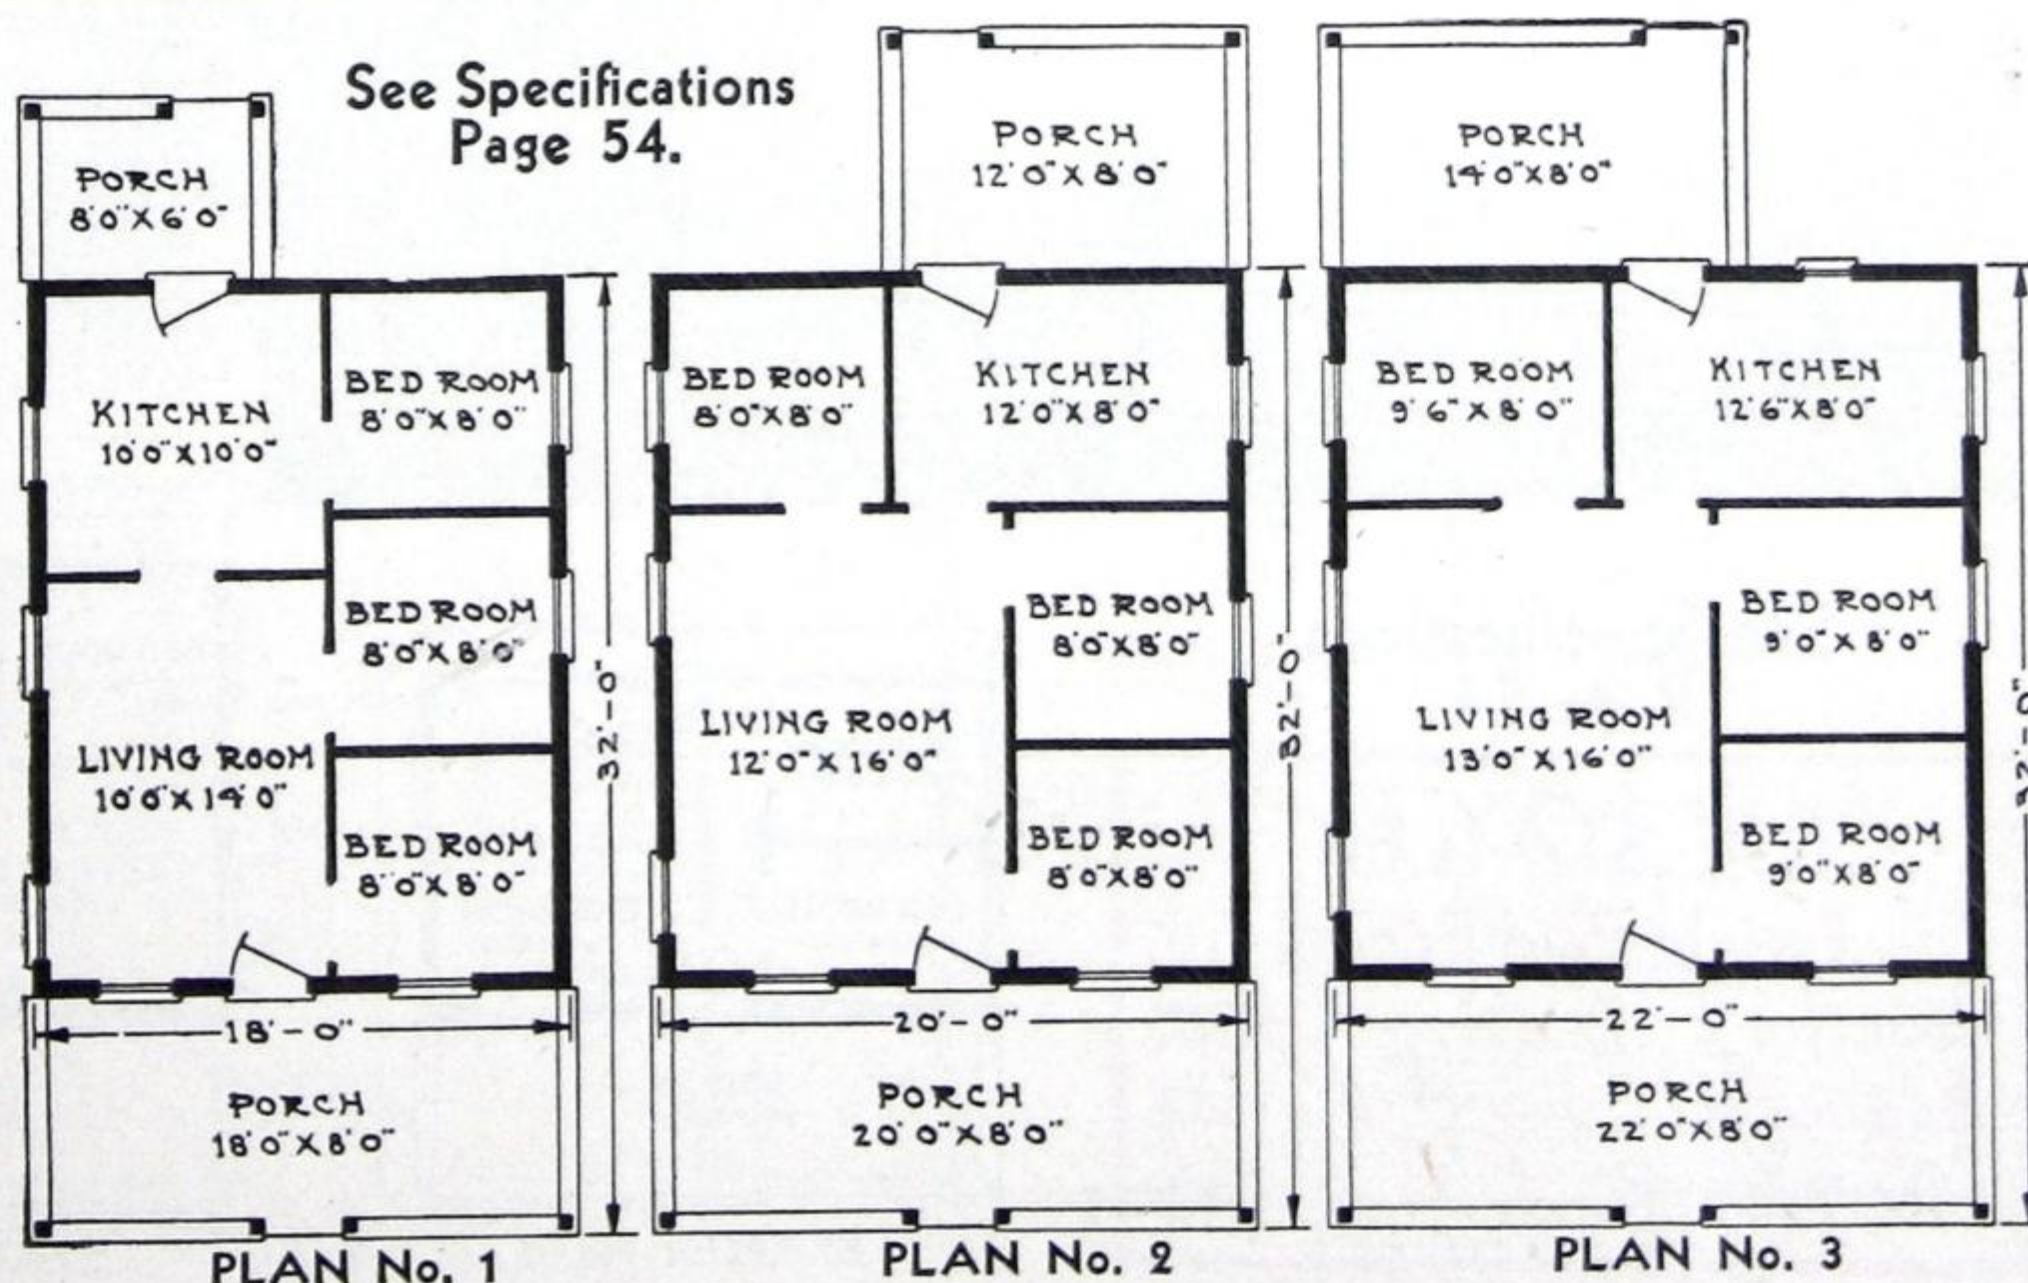 See Specifications
Page 54.
PORCH
8'0"X6'0"
KITCHEN
10'0"X10'0"
BED ROOM
8'0"X8'0"
BED ROOM
8'0"X8'0"
LIVING ROOM
10'0"X14'0"
BED ROOM
8'0"X8'0"
32'-0"
18'-0"
PORCH
18'0"X8'0"
PLAN No. 1
PORCH
12'0"X8'0"
BED ROOM
8'0"X8'0"
KITCHEN
12'0"X8'0"
BED ROOM
8'0"X8'0"
LIVING ROOM
12'0"X16'0"
BED ROOM
8'0"X8'0"
32'-0"
20'-0"
PORCH
20'0"X8'0"
PLAN No. 2
PORCH
14'0"X8'0"
BED ROOM
9'6"X8'0"
KITCHEN
12'6"X8'0"
BED ROOM
9'0"X8'0"
LIVING ROOM
13'0"X16'0"
BED ROOM
9'0"X8'0"
32'-0"
22'-0"
PORCH
22'0"X8'0"
PLAN No. 3